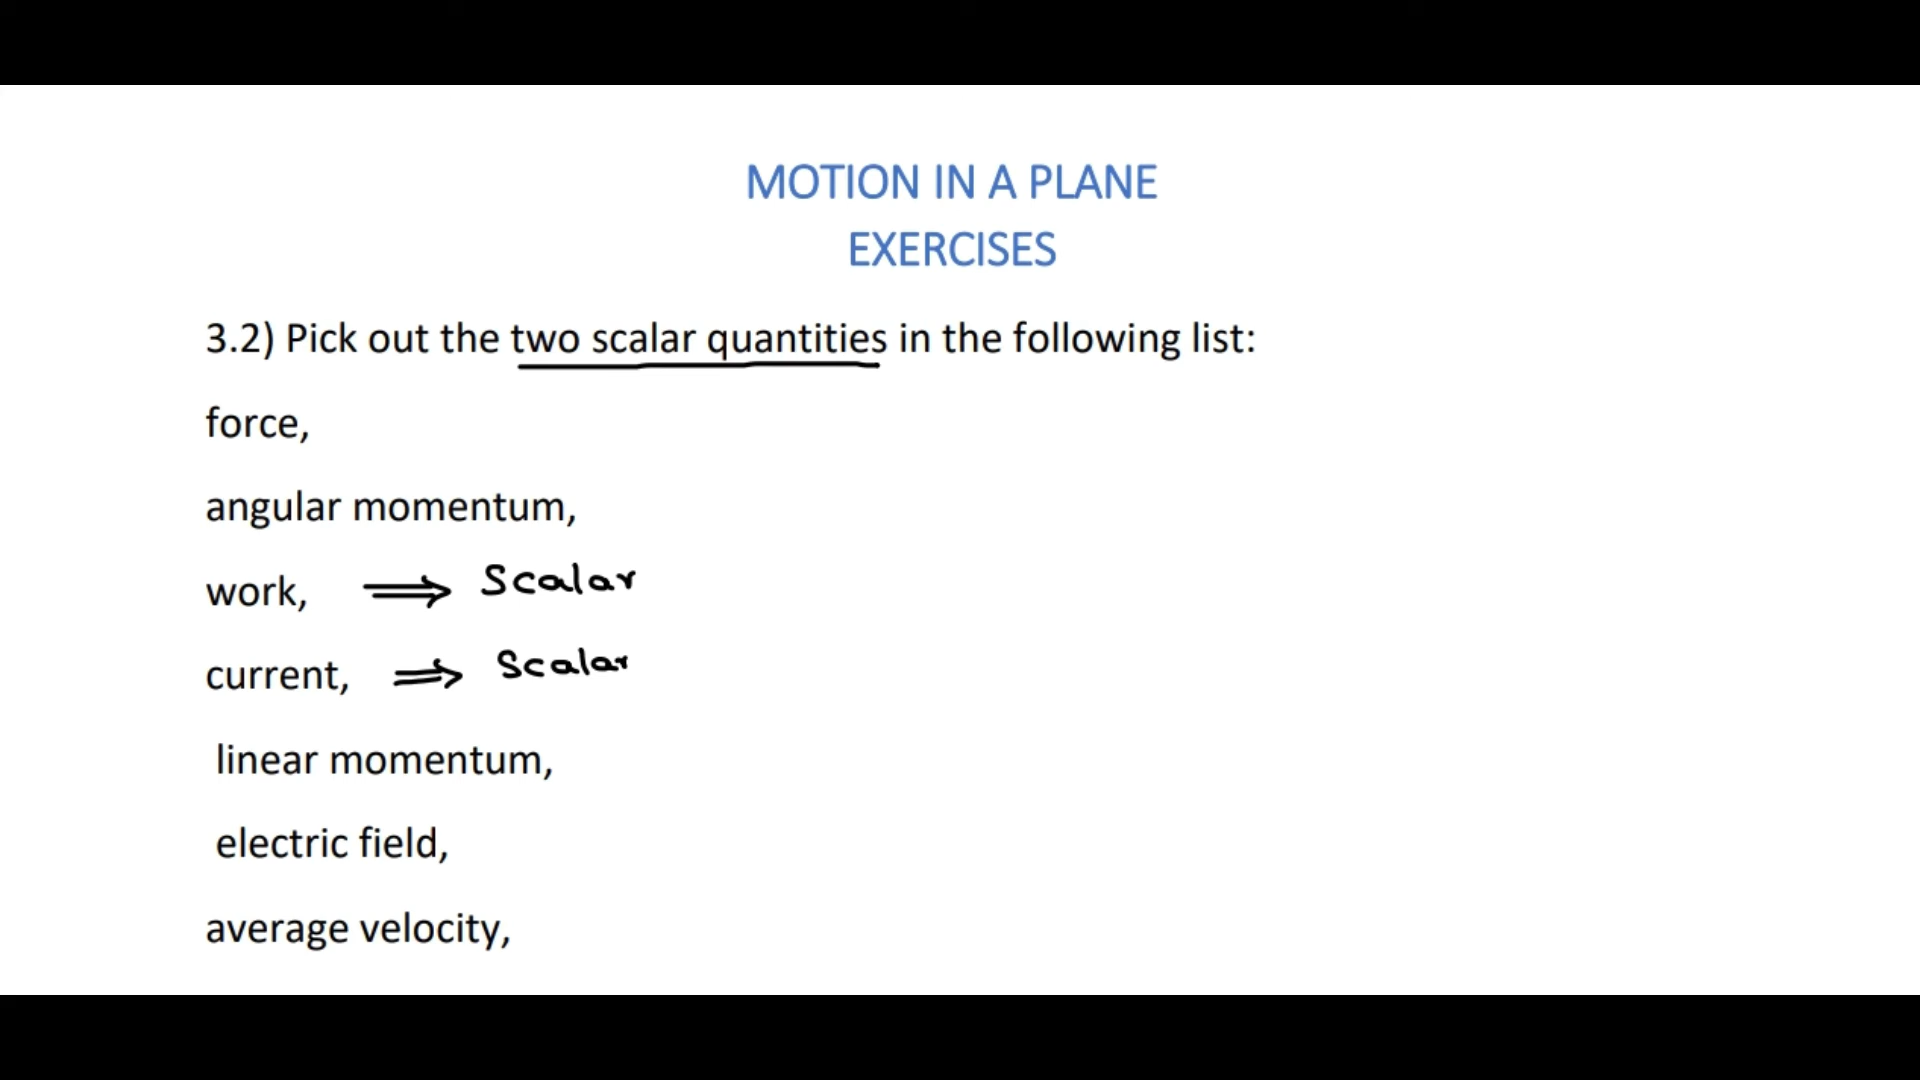 MOTION IN A PLANE
EXERCISES
3.2) Pick out the two scalar quantities in the following list:
force,
angular momentum,
work, ⟹ Scalar
current, ⟹ Scalar
linear momentum,
electric field,
average velocity,